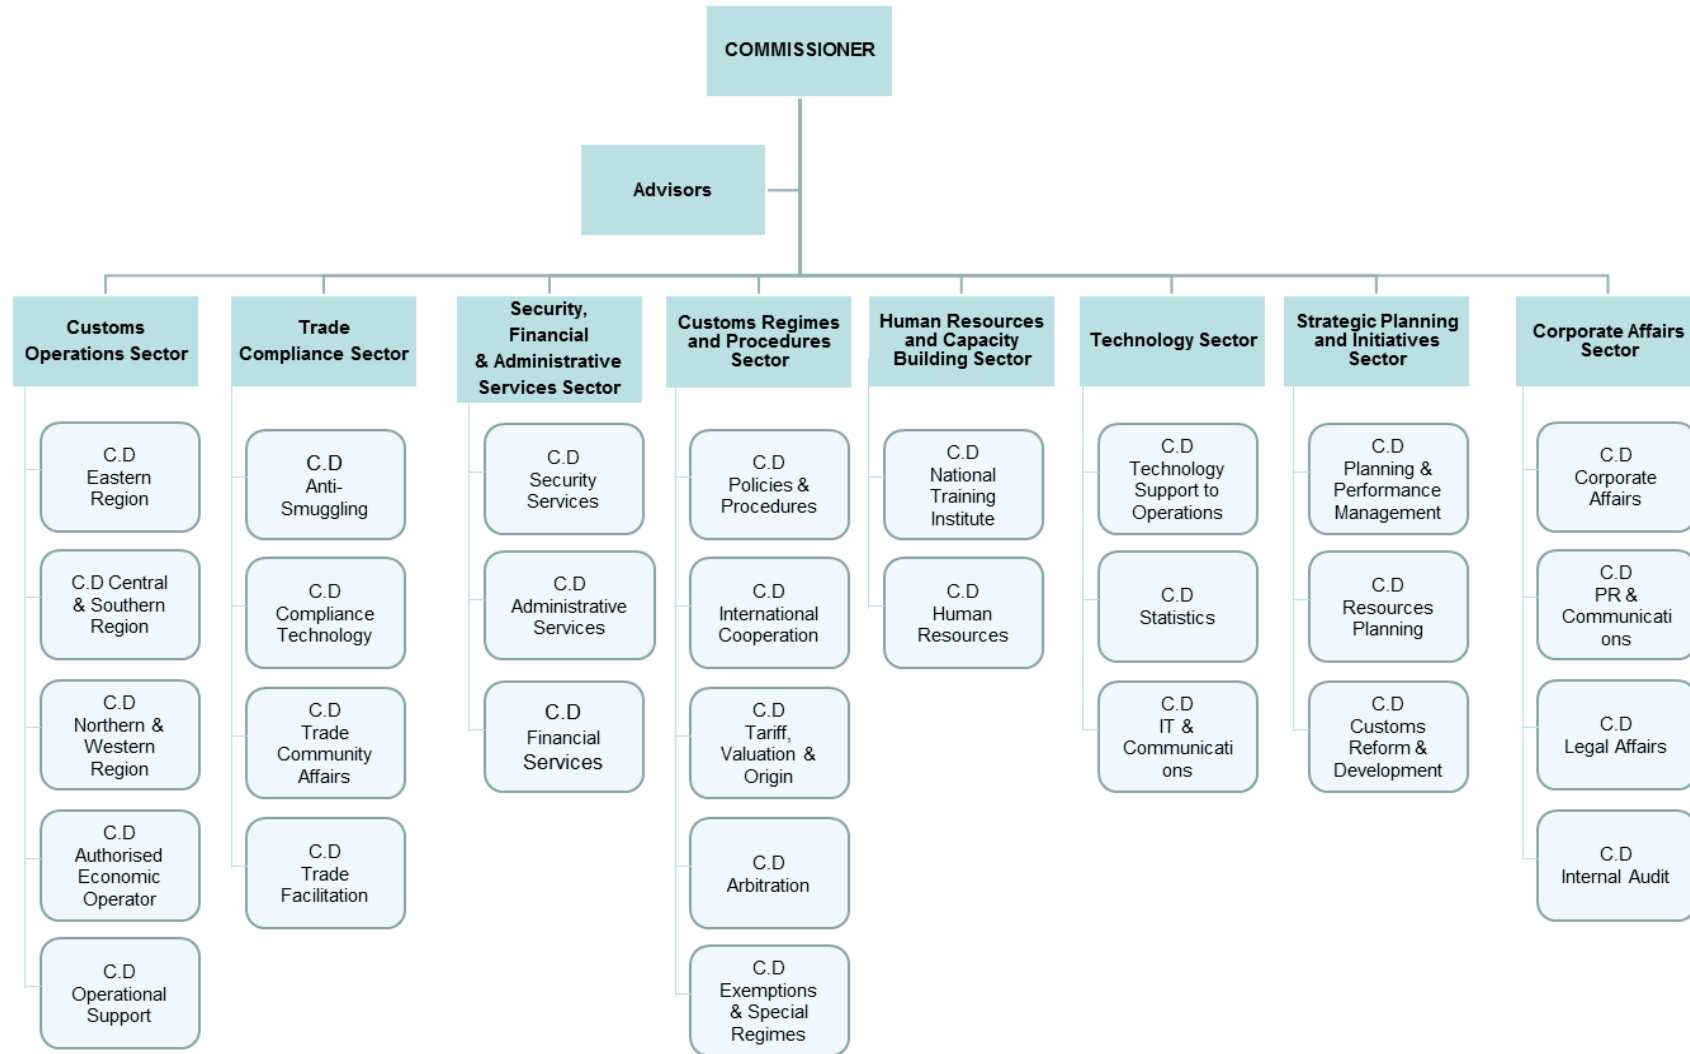 COMMISSIONER
Advisors
Customs
Operations Sector
Trade
Compliance Sector
Security,
Financial
& Administrative
Services Sector
Customs Regimes
and Procedures
Sector
Human Resources
and Capacity
Building Sector
Technology Sector
Strategic Planning
and Initiatives
Sector
Corporate Affairs
Sector
C.D
Eastern
Region
C.D Central
& Southern
Region
C.D
Northern &
Western
Region
C.D
Authorised
Economic
Operator
C.D
Operational
Support
C.D
Anti-
Smuggling
C.D
Compliance
Technology
C.D
Trade
Community
Affairs
C.D
Trade
Facilitation
C.D
Security
Services
C.D
Administrative
Services
C.D
Financial
Services
C.D
Policies &
Procedures
C.D
International
Cooperation
C.D
Tariff,
Valuation &
Origin
C.D
Arbitration
C.D
Exemptions
& Special
Regimes
C.D
National
Training
Institute
C.D
Human
Resources
C.D
Technology
Support to
Operations
C.D
Statistics
C.D
IT &
Communicati
ons
C.D
Planning &
Performance
Management
C.D
Resources
Planning
C.D
Customs
Reform &
Development
C.D
Corporate
Affairs
C.D
PR &
Communicati
ons
C.D
Legal Affairs
C.D
Internal Audit